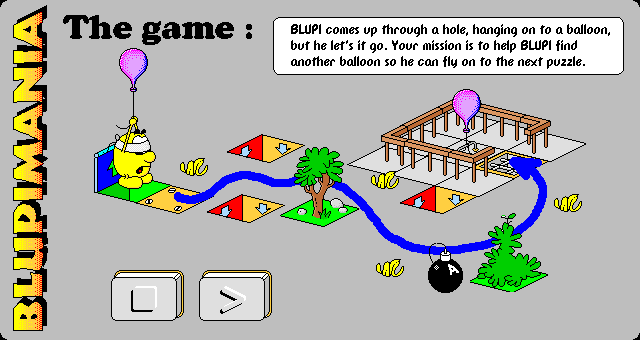 BLUPIMANIA
The game :
BLUPI comes up through a hole, hanging on to a balloon,
but he let's it go. Your mission is to help BLUPI find
another balloon so he can fly on to the next puzzle.
A